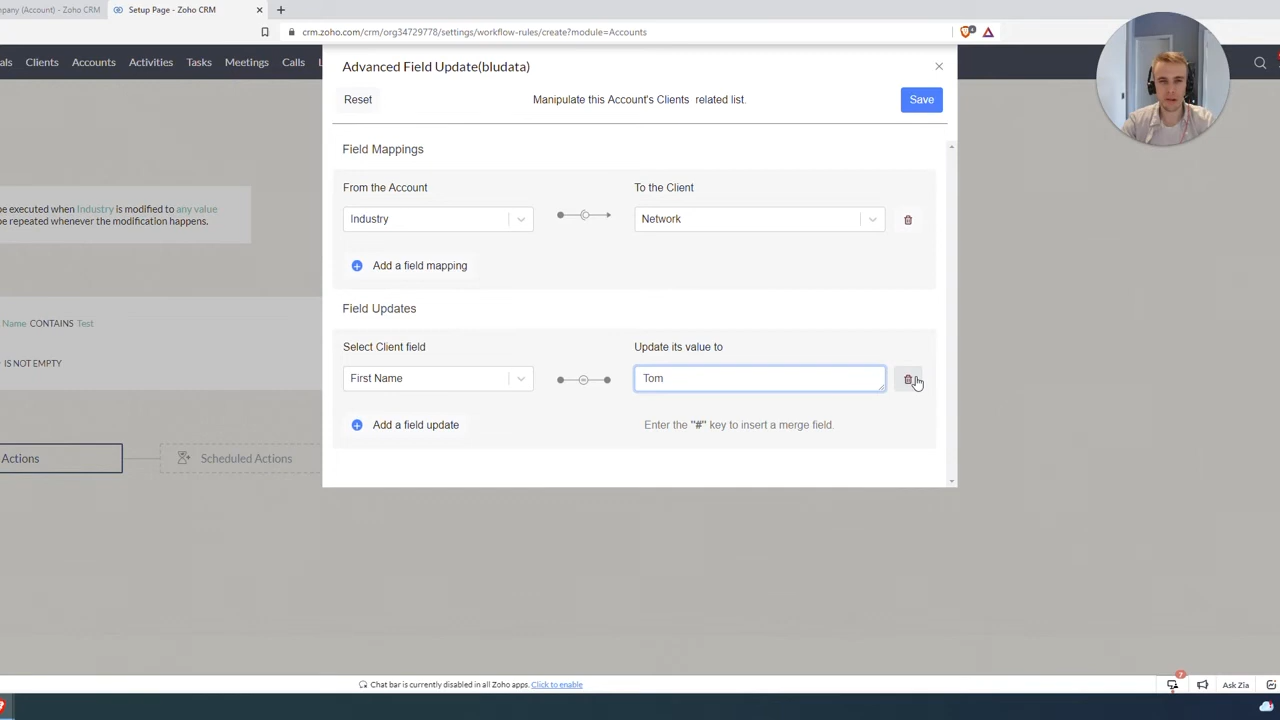 mpany (Account) - Zoho CRM
Setup Page - Zoho CRM
crm.zoho.com/crm/org34729778/settings/workflow-rules/create?module=Accounts
als Clients Accounts Activities Tasks Meetings Calls L
Advanced Field Update(bludata)
Reset
Manipulate this Account's Clients related list.
Save
Field Mappings
From the Account
To the Client
Industry
Network
Add a field mapping
Field Updates
Select Client field
Update its value to
First Name
Tom
Add a field update
Enter the "#" key to insert a merge field.
e executed when Industry is modified to any value
be repeated whenever the modification happens.
Name CONTAINS Test
IS NOT EMPTY
Actions
Scheduled Actions
Chat bar is currently disabled in all Zoho apps. Click to enable
7
Ask Zia